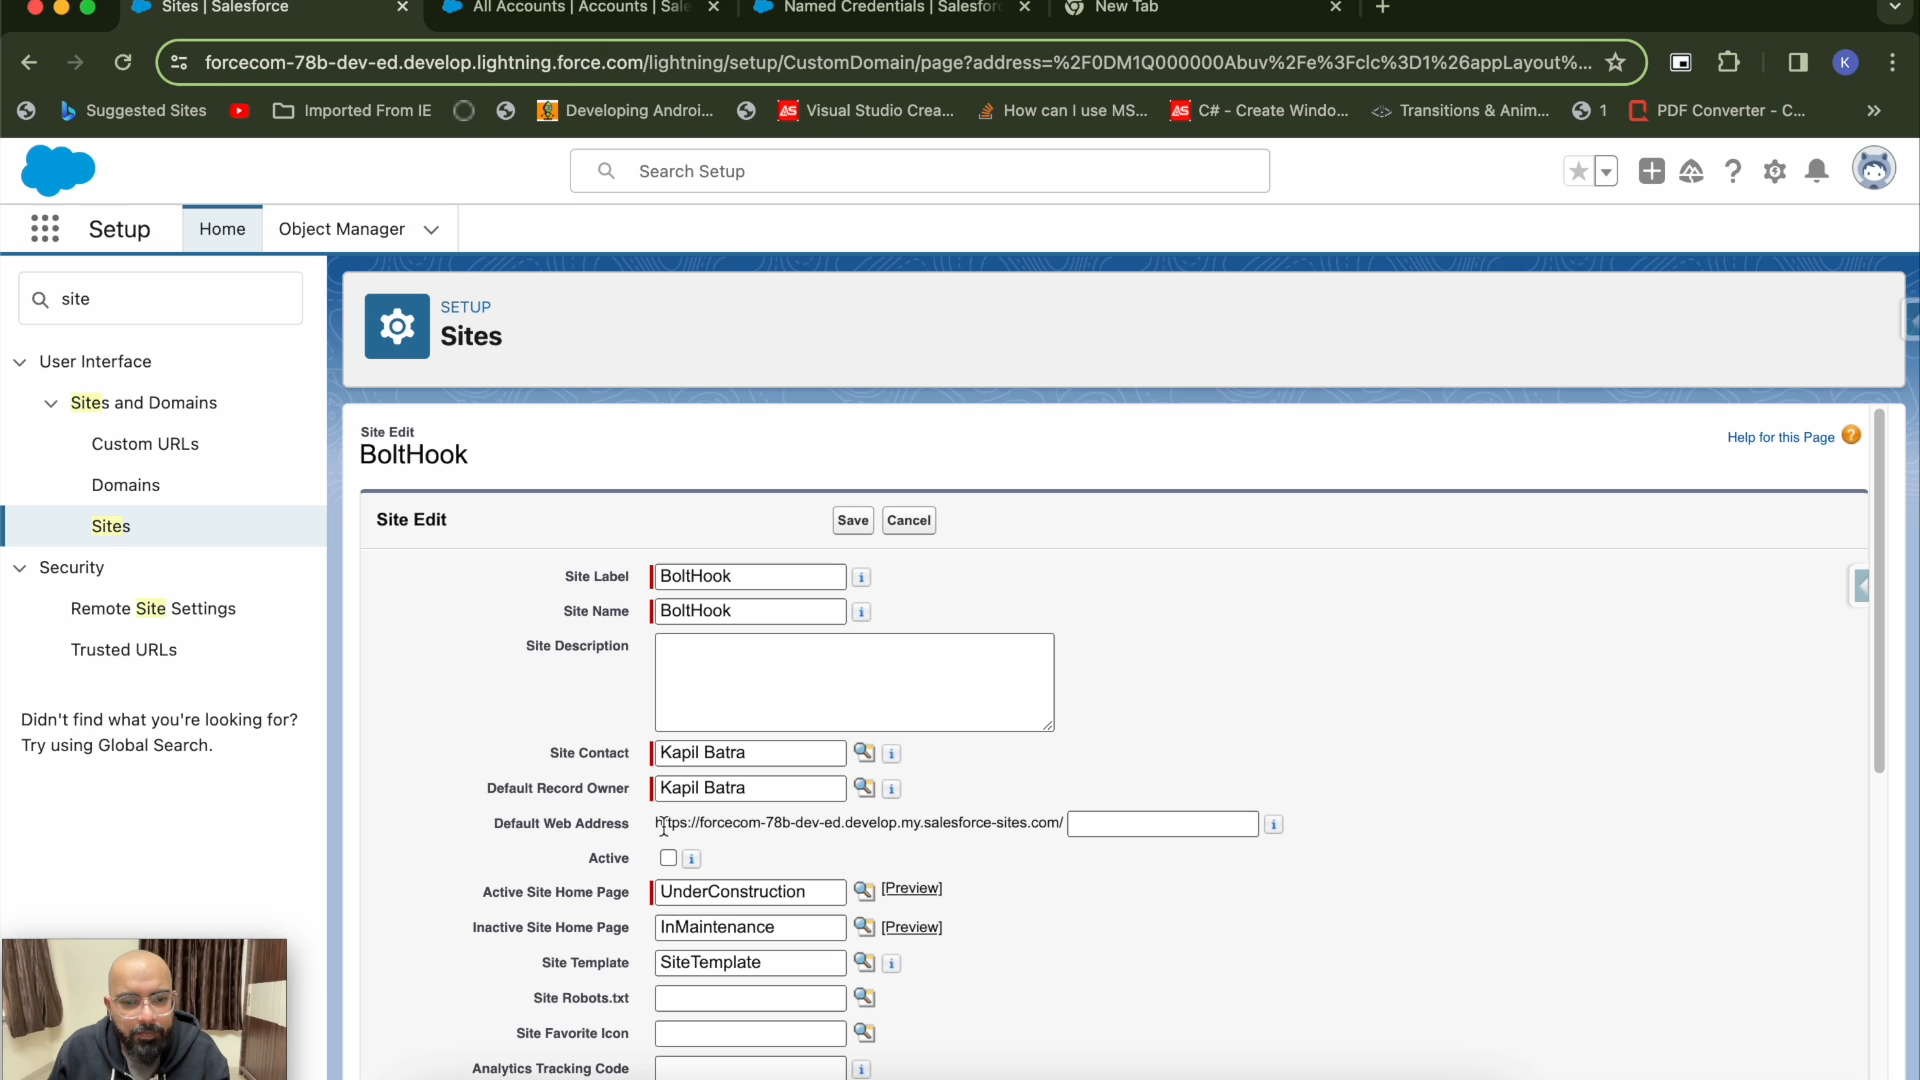 Sites | Salesforce
All Accounts | Accounts | Sale
Named Credentials | Salesforc
New Tab
forcecom-78b-dev-ed.develop.lightning.force.com/lightning/setup/CustomDomain/page?address=%2F0DM1Q000000Abuv%2Fe%3Fclc%3D1%26appLayout%...
K
Suggested Sites
Imported From IE
Developing Androi...
Visual Studio Crea...
How can I use MS...
C# - Create Windo...
Transitions & Anim...
1
PDF Converter - C...
Search Setup
Setup
Home
Object Manager
site
User Interface
Sites and Domains
Custom URLs
Domains
Sites
Security
Remote Site Settings
Trusted URLs
Didn't find what you're looking for?
Try using Global Search.
SETUP
Sites
Site Edit
BoltHook
Help for this Page
Site Edit
Save
Cancel
Site Label BoltHook
Site Name BoltHook
Site Description
Site Contact Kapil Batra
Default Record Owner Kapil Batra
Default Web Address https://forcecom-78b-dev-ed.develop.my.salesforce-sites.com/
Active
Active Site Home Page UnderConstruction [Preview]
Inactive Site Home Page InMaintenance [Preview]
Site Template SiteTemplate
Site Robots.txt
Site Favorite Icon
Analytics Tracking Code